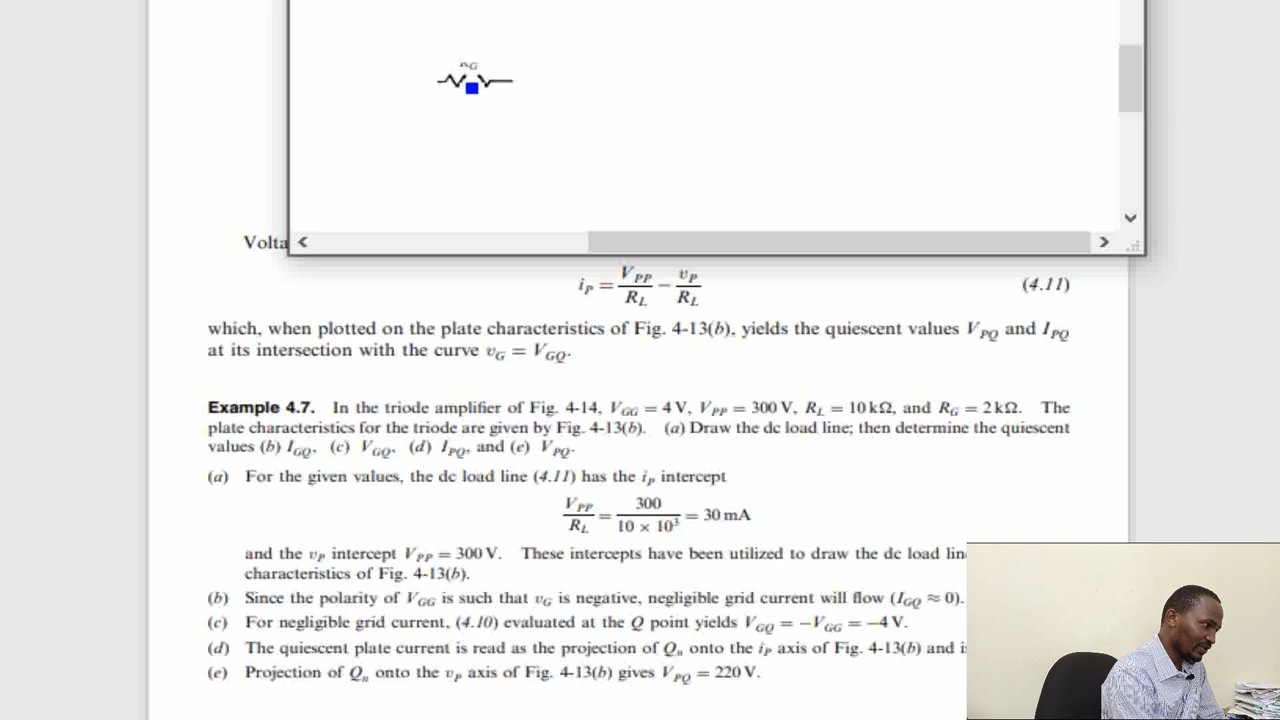 R_G
Volta
i_P = V_PP / R_L − v_P / R_L (4.11)
which, when plotted on the plate characteristics of Fig. 4-13(b), yields the quiescent values V_PQ and I_PQ
at its intersection with the curve v_G = V_GQ.
Example 4.7. In the triode amplifier of Fig. 4-14, V_GG = 4 V, V_PP = 300 V, R_L = 10 kΩ, and R_G = 2 kΩ. The
plate characteristics for the triode are given by Fig. 4-13(b). (a) Draw the dc load line; then determine the quiescent
values (b) I_GQ, (c) V_GQ, (d) I_PQ, and (e) V_PQ.
(a) For the given values, the dc load line (4.11) has the i_P intercept
V_PP / R_L = 300 / 10 × 10³ = 30 mA
and the v_P intercept V_PP = 300 V. These intercepts have been utilized to draw the dc load
characteristics of Fig. 4-13(b).
(b) Since the polarity of V_GG is such that v_G is negative, negligible grid current will flow (I_GQ ≈ 0).
(c) For negligible grid current, (4.10) evaluated at the Q point yields V_GQ = −V_GG = −4 V.
(d) The quiescent plate current is read as the projection of Q_n onto the i_P axis of Fig. 4-13(b) and
(e) Projection of Q_n onto the v_P axis of Fig. 4-13(b) gives V_PQ = 220 V.